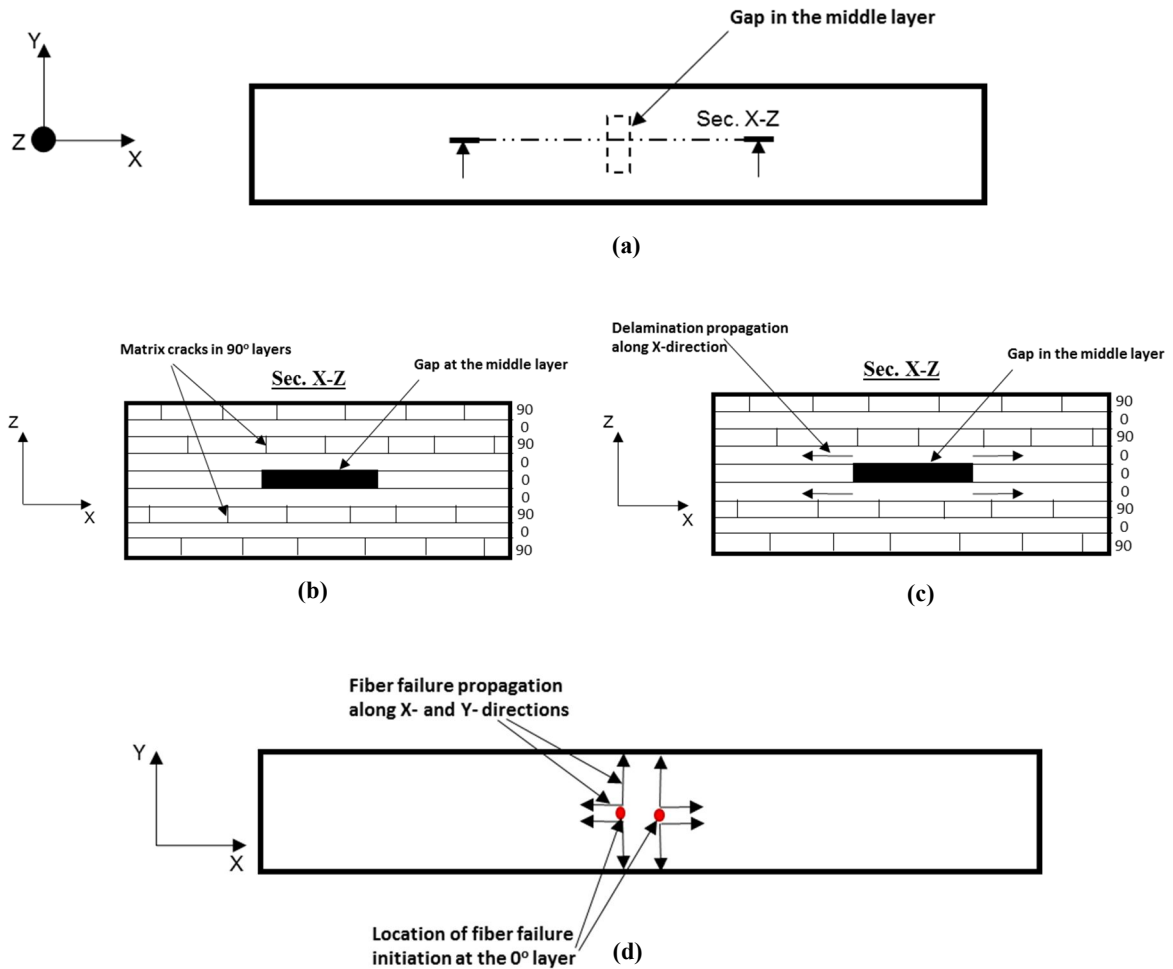 Gap in the middle layer
Y
Z
X
Sec. X-Z
(a)
Matrix cracks in 90° layers
Gap at the middle layer
Sec. X-Z
Z
X
90
0
90
0
0
0
90
0
90
(b)
Delamination propagation
along X-direction
Gap in the middle layer
Sec. X-Z
Z
X
90
0
90
0
0
0
90
0
90
(c)
Fiber failure propagation
along X- and Y- directions
Y
X
Location of fiber failure
initiation at the 0° layer
(d)